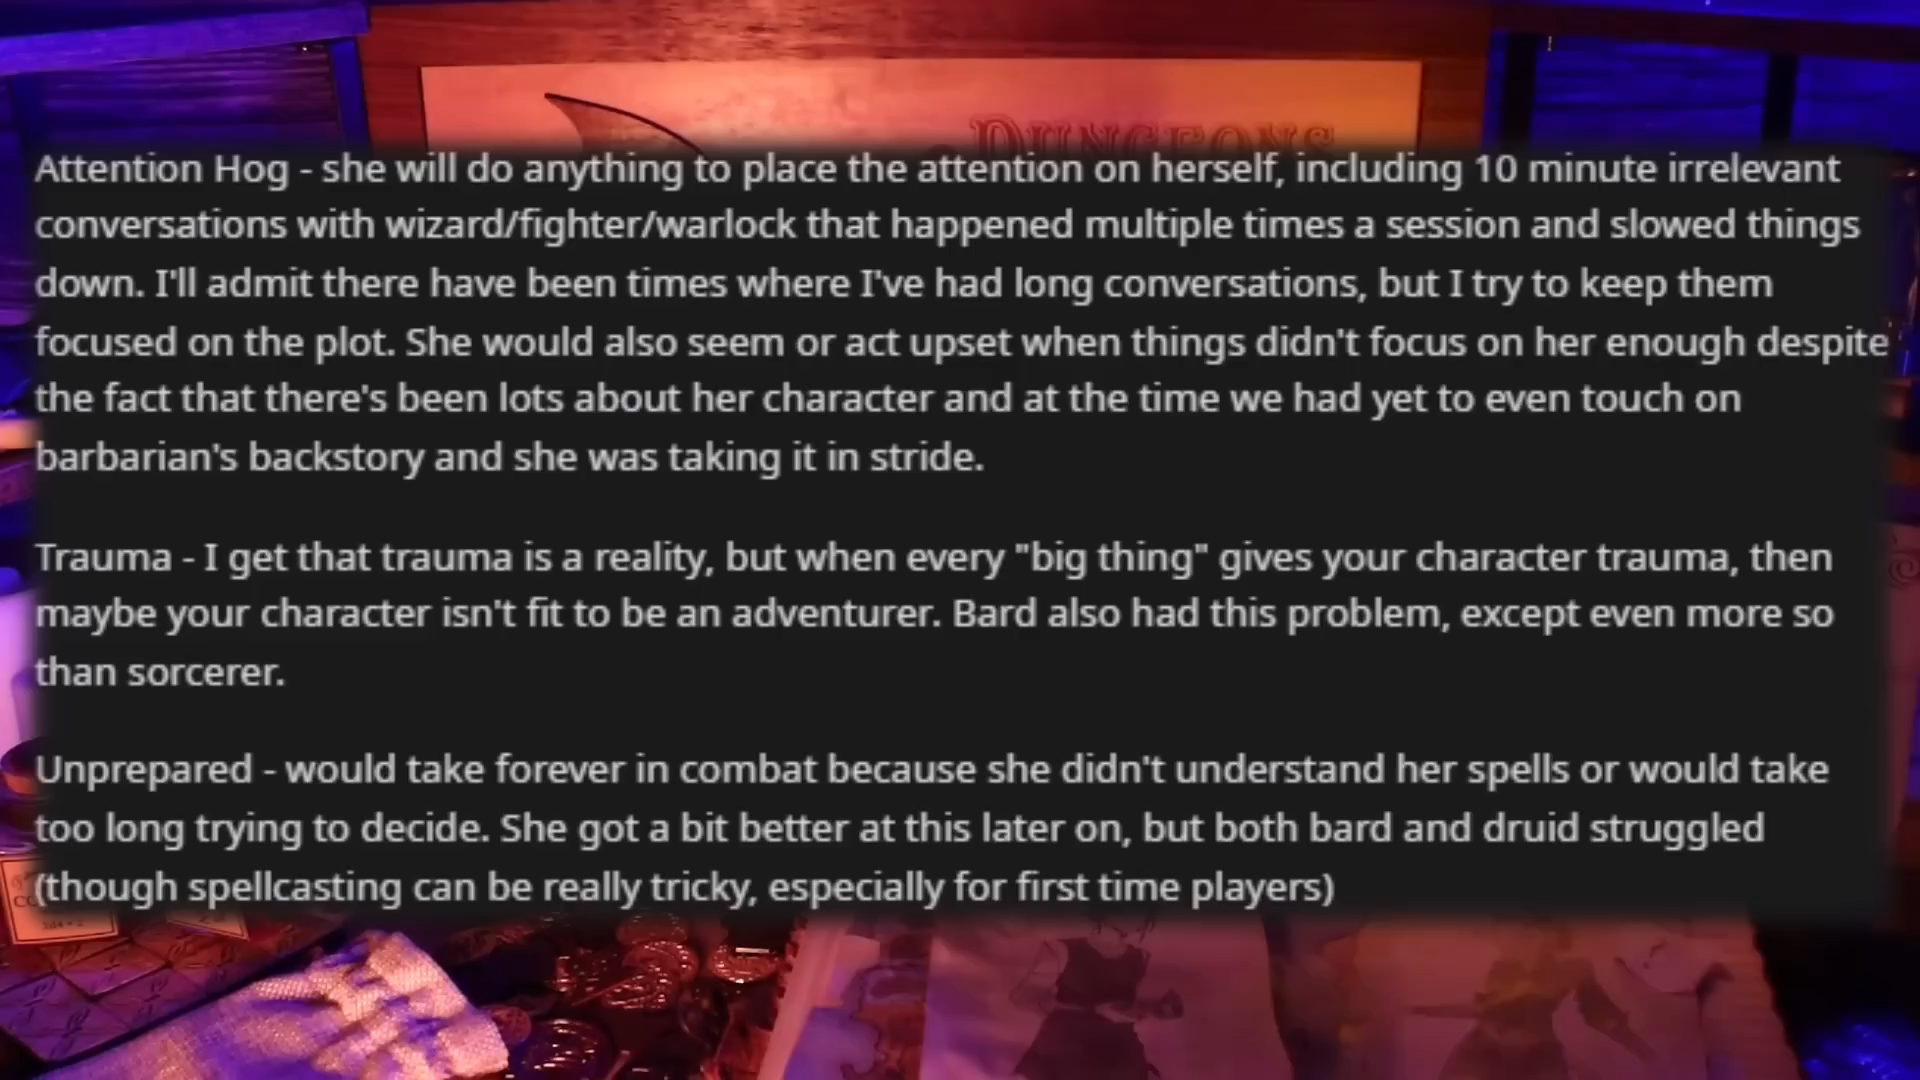 DUNGEONS
Attention Hog - she will do anything to place the attention on herself, including 10 minute irrelevant
conversations with wizard/fighter/warlock that happened multiple times a session and slowed things
down. I'll admit there have been times where I've had long conversations, but I try to keep them
focused on the plot. She would also seem or act upset when things didn't focus on her enough despite
the fact that there's been lots about her character and at the time we had yet to even touch on
barbarian's backstory and she was taking it in stride.
Trauma - I get that trauma is a reality, but when every "big thing" gives your character trauma, then
maybe your character isn't fit to be an adventurer. Bard also had this problem, except even more so
than sorcerer.
Unprepared - would take forever in combat because she didn't understand her spells or would take
too long trying to decide. She got a bit better at this later on, but both bard and druid struggled
(though spellcasting can be really tricky, especially for first time players)